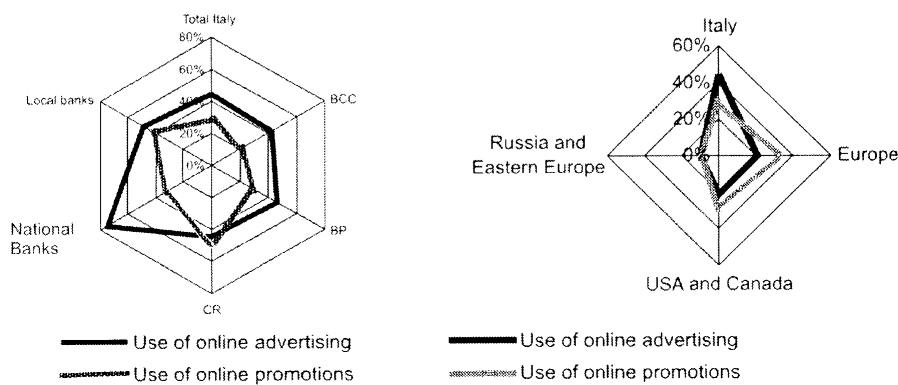 Total Italy
80%
60%
40%
20%
0%
Local banks
BCC
National
Banks
BP
CR
Use of online advertising
Use of online promotions
Italy
60%
40%
20%
0%
Russia and
Eastern Europe
Europe
USA and Canada
Use of online advertising
Use of online promotions